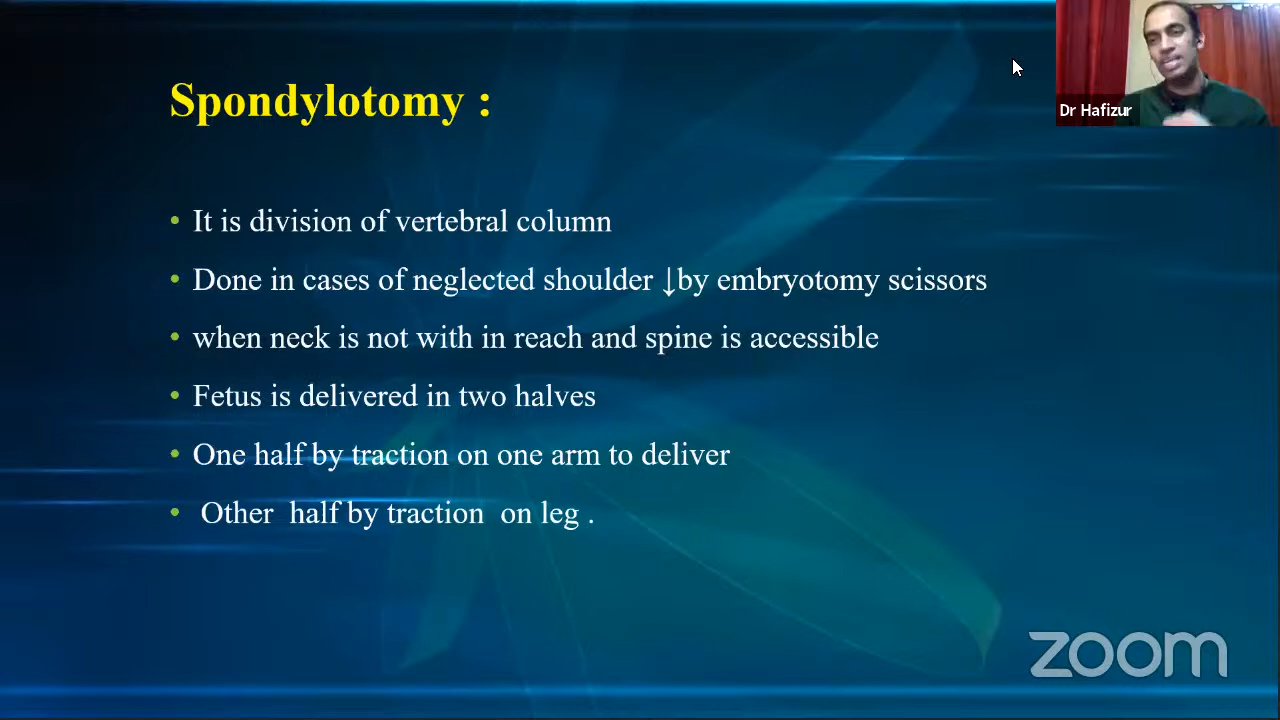 Spondylotomy :
• It is division of vertebral column
• Done in cases of neglected shoulder ↓by embryotomy scissors
• when neck is not with in reach and spine is accessible
• Fetus is delivered in two halves
• One half by traction on one arm to deliver
• Other half by traction on leg .
Dr Hafizur
zoom